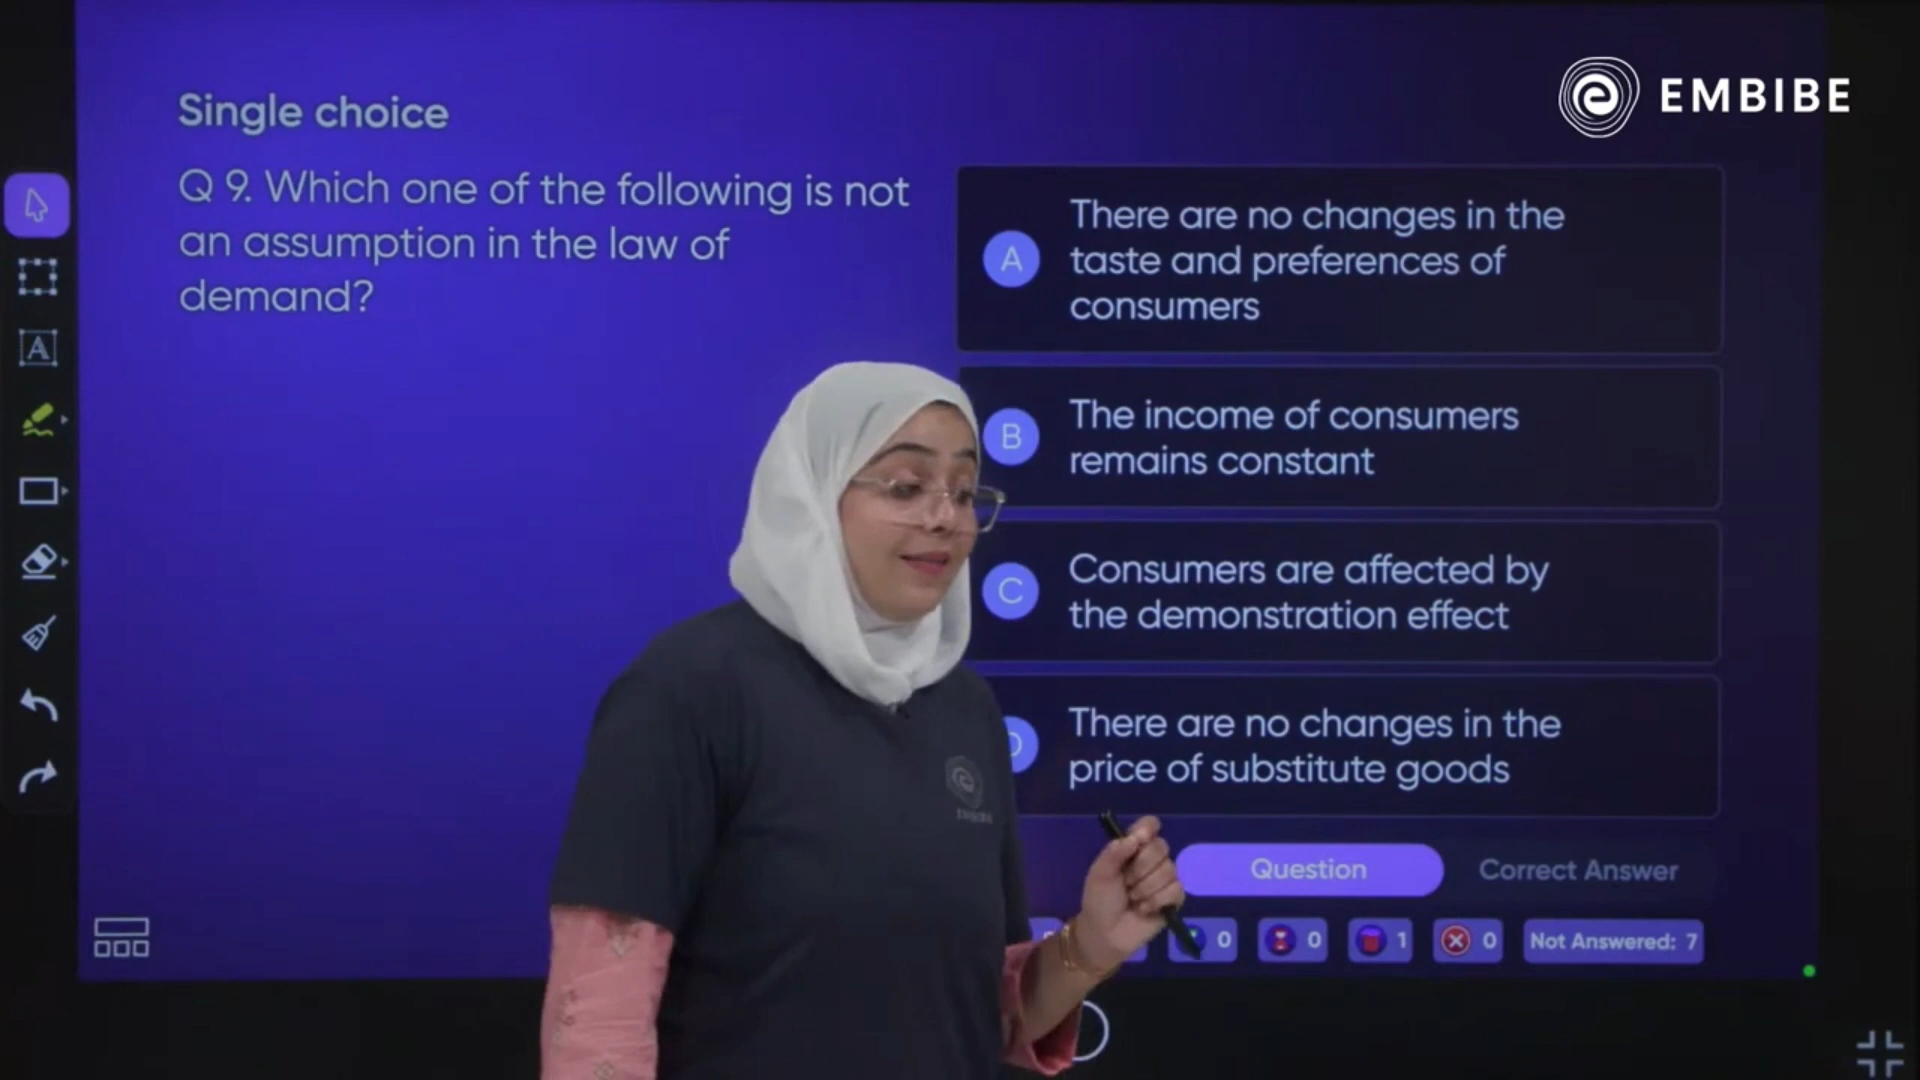 EMBIBE
Single choice
Q 9. Which one of the following is not
an assumption in the law of
demand?
A
There are no changes in the
taste and preferences of
consumers
B
The income of consumers
remains constant
C
Consumers are affected by
the demonstration effect
D
There are no changes in the
price of substitute goods
Question
Correct Answer
0
0
1
0
Not Answered: 7
A
EMBIBE